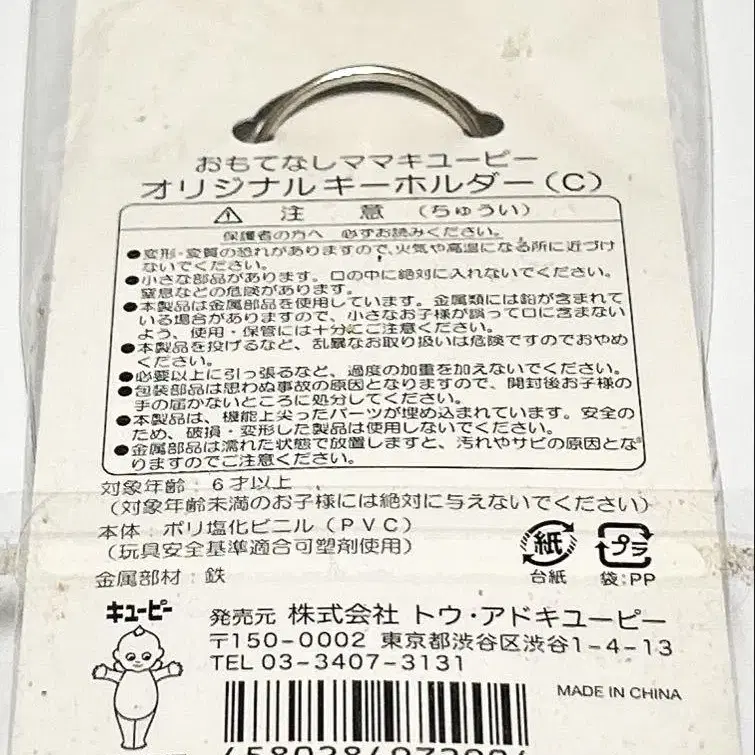 おもてなしママキユーピー
オリジナルキーホルダー(C)
⚠ 注 意 (ちゅうい)
保護者の方へ 必ずお読みください。
●変形・変質の恐れがありますので、火気や高温になる所に近づけ
ないでください。
●小さな部品があります。口の中に絶対に入れないでください。
窒息などの危険があります。
●本製品は金属部品を使用しています。金属類には鉛が含まれて
いる場合がありますので、小さなお子様が誤って口に含まない
よう、使用・保管には十分にご注意ください。
●本製品を投げるなど、乱暴なお取り扱いは危険ですのでおやめ
ください。
●必要以上に引っ張るなど、過度の加重を加えないでください。
●包装部品は思わぬ事故の原因となりますので、開封後お子様の
手の届かないところに処分してください。
●本製品は、機能上尖ったパーツが埋め込まれています。安全の
ため、破損・変形した製品は使用しないでください。
●金属部品は濡れた状態で放置しますと、汚れやサビの原因とな
りますのでご注意ください。
対象年齢:6才以上
(対象年齢未満のお子様には絶対に与えないでください)
本体:ポリ塩化ビニル(PVC)
(玩具安全基準適合可塑剤使用)
金属部材:鉄
紙
台紙
プラ
袋:PP
キューピー
発売元 株式会社 トウ・アドキユーピー
〒150-0002 東京都渋谷区渋谷1-4-13
TEL 03-3407-3131
MADE IN CHINA